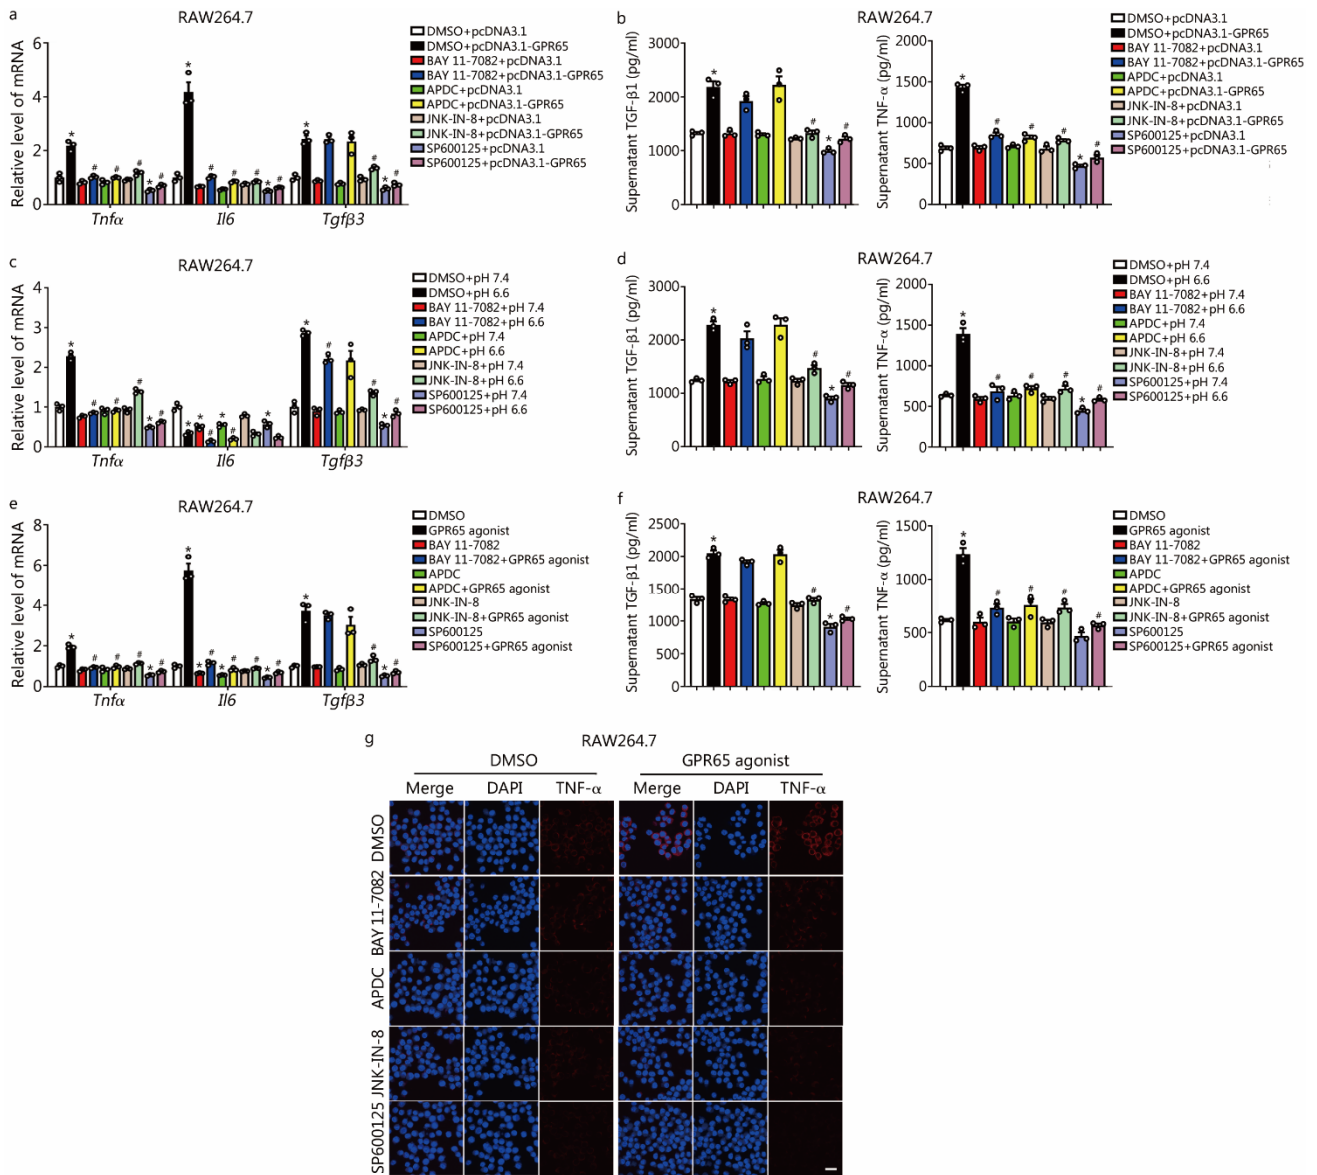 a
RAW264.7
Relative level of mRNA
6
4
2
0
Tnfα
Il6
Tgfβ3
DMSO+pcDNA3.1
DMSO+pcDNA3.1-GPR65
BAY 11-7082+pcDNA3.1
BAY 11-7082+pcDNA3.1-GPR65
APDC+pcDNA3.1
APDC+pcDNA3.1-GPR65
JNK-IN-8+pcDNA3.1
JNK-IN-8+pcDNA3.1-GPR65
SP600125+pcDNA3.1
SP600125+pcDNA3.1-GPR65
b
RAW264.7
Supernatant TGF-β1 (pg/ml)
3000
2000
1000
0
Supernatant TNF-α (pg/ml)
2000
1500
1000
500
0
DMSO+pcDNA3.1
DMSO+pcDNA3.1-GPR65
BAY 11-7082+pcDNA3.1
BAY 11-7082+pcDNA3.1-GPR65
APDC+pcDNA3.1
APDC+pcDNA3.1-GPR65
JNK-IN-8+pcDNA3.1
JNK-IN-8+pcDNA3.1-GPR65
SP600125+pcDNA3.1
SP600125+pcDNA3.1-GPR65
c
RAW264.7
Relative level of mRNA
4
3
2
1
0
Tnfα
Il6
Tgfβ3
DMSO+pH 7.4
DMSO+pH 6.6
BAY 11-7082+pH 7.4
BAY 11-7082+pH 6.6
APDC+pH 7.4
APDC+pH 6.6
JNK-IN-8+pH 7.4
JNK-IN-8+pH 6.6
SP600125+pH 7.4
SP600125+pH 6.6
d
RAW264.7
Supernatant TGF-β1 (pg/ml)
3000
2000
1000
0
Supernatant TNF-α (pg/ml)
2000
1500
1000
500
0
DMSO+pH 7.4
DMSO+pH 6.6
BAY 11-7082+pH 7.4
BAY 11-7082+pH 6.6
APDC+pH 7.4
APDC+pH 6.6
JNK-IN-8+pH 7.4
JNK-IN-8+pH 6.6
SP600125+pH 7.4
SP600125+pH 6.6
e
RAW264.7
Relative level of mRNA
8
6
4
2
0
Tnfα
Il6
Tgfβ3
DMSO
GPR65 agonist
BAY 11-7082
BAY 11-7082+GPR65 agonist
APDC
APDC+GPR65 agonist
JNK-IN-8
JNK-IN-8+GPR65 agonist
SP600125
SP600125+GPR65 agonist
f
RAW264.7
Supernatant TGF-β1 (pg/ml)
2500
2000
1500
1000
500
0
Supernatant TNF-α (pg/ml)
1500
1000
500
0
DMSO
GPR65 agonist
BAY 11-7082
BAY 11-7082+GPR65 agonist
APDC
APDC+GPR65 agonist
JNK-IN-8
JNK-IN-8+GPR65 agonist
SP600125
SP600125+GPR65 agonist
g
RAW264.7
DMSO
GPR65 agonist
Merge DAPI TNF-α Merge DAPI TNF-α
DMSO
BAY 11-7082
APDC
JNK-IN-8
SP600125